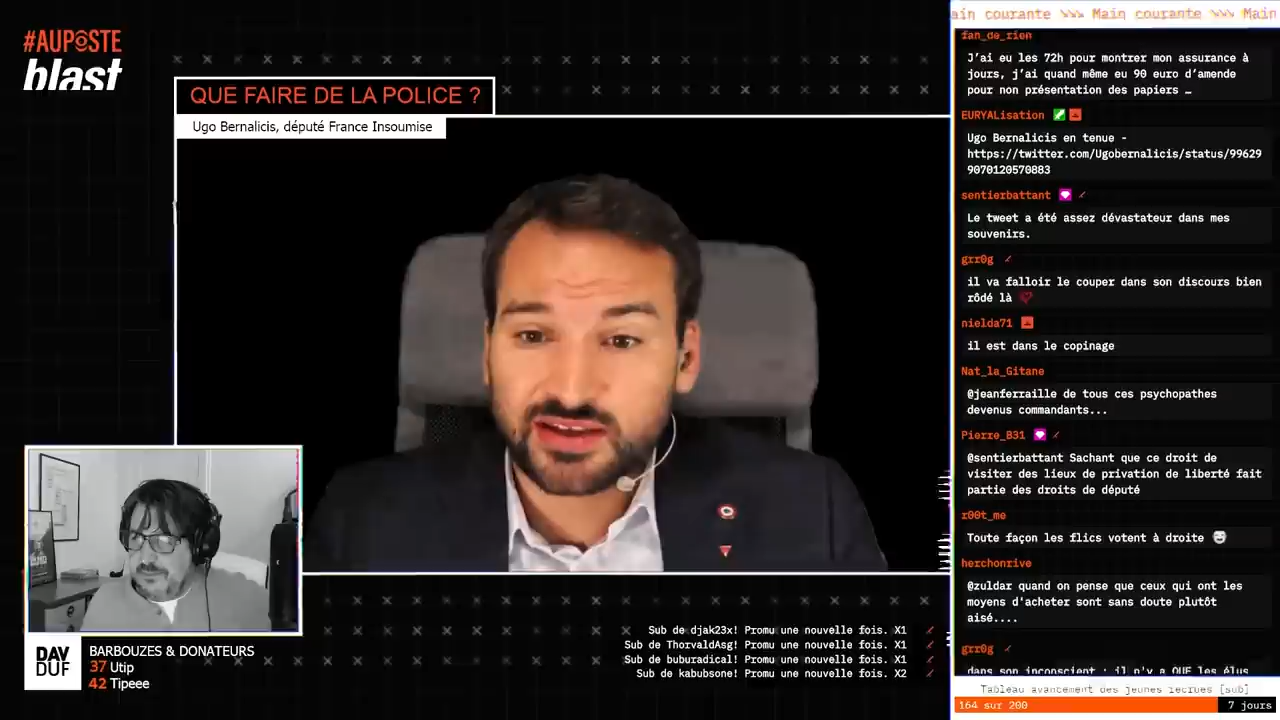 #AUPOSTE
blast
QUE FAIRE DE LA POLICE ?
Ugo Bernalicis, député France Insoumise
DAV
DUF
BARBOUZES & DONATEURS
37 Utip
42 Tipeee
Sub de djak23x! Promu une nouvelle fois. X1
Sub de ThorvaldAsg! Promu une nouvelle fois. X1
Sub de buburadical! Promu une nouvelle fois. X1
Sub de kabubsone! Promu une nouvelle fois. X2
ain courante >>> Main courante >>> Main
fan_de_rien
J'ai eu les 72h pour montrer mon assurance à
jours, j'ai quand même eu 90 euro d'amende
pour non présentation des papiers …
EURYALisation
Ugo Bernalicis en tenue -
https://twitter.com/Ugobernalicis/status/99629
9070120570883
sentierbattant
Le tweet a été assez dévastateur dans mes
souvenirs.
grr0g
il va falloir le couper dans son discours bien
rôdé là
nielda71
il est dans le copinage
Nat_la_Gitane
@jeanferraille de tous ces psychopathes
devenus commandants...
Pierre_B31
@sentierbattant Sachant que ce droit de
visiter des lieux de privation de liberté fait
partie des droits de député
r00t_me
Toute façon les flics votent à droite
herchonrive
@zuldar quand on pense que ceux qui ont les
moyens d'acheter sont sans doute plutôt
aisé....
grr0g
dans son inconscient : il n'y a QUE les élus
Tableau avancement des jeunes recrues [sub]
164 sur 200
7 jours